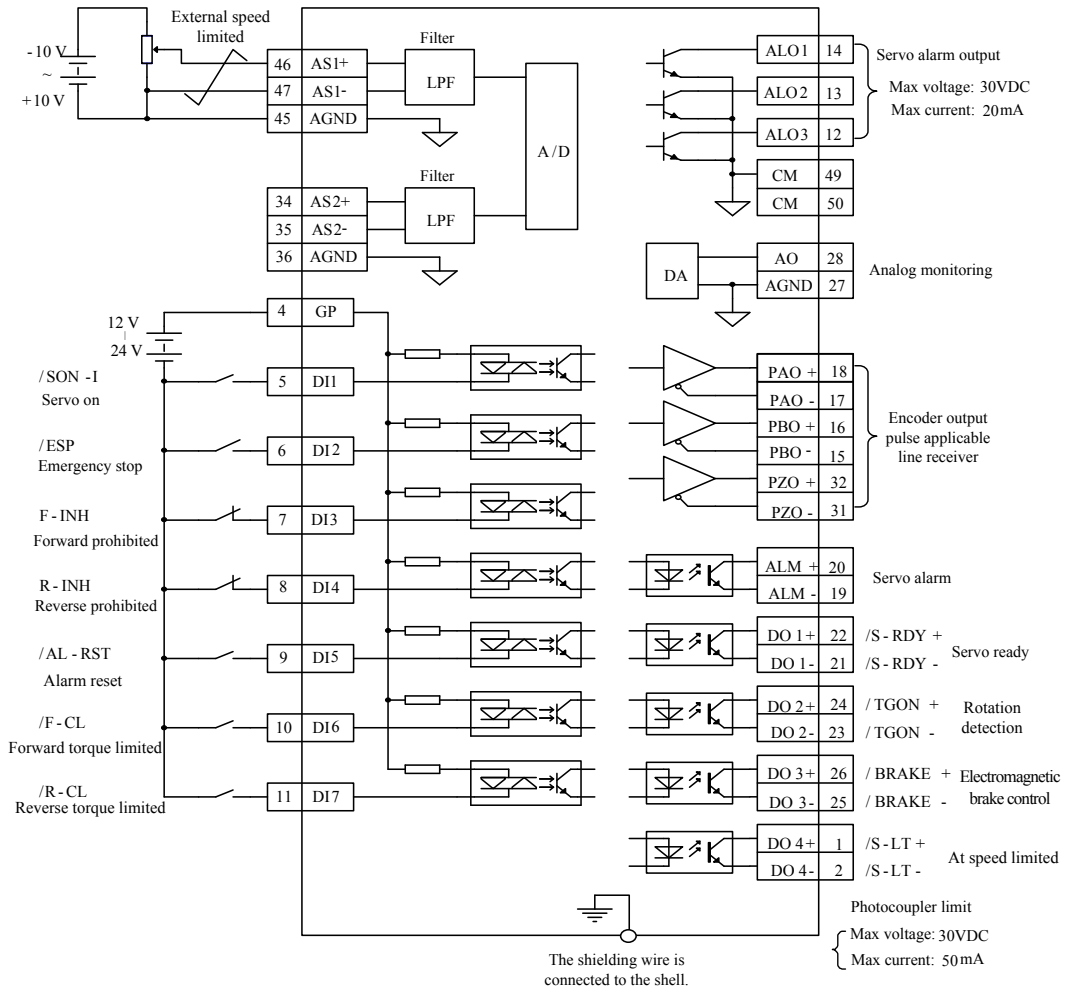 External speed
limited
-10 V
~
+10 V
46 AS1+
47 AS1-
45 AGND
Filter
LPF
A/D
34 AS2+
35 AS2-
36 AGND
Filter
LPF
4 GP
12 V
|
24 V
/SON -I
Servo on
5 DI1
/ESP
Emergency stop
6 DI2
F-INH
Forward prohibited
7 DI3
R-INH
Reverse prohibited
8 DI4
/AL-RST
Alarm reset
9 DI5
/F-CL
Forward torque limited
10 DI6
/R-CL
Reverse torque limited
11 DI7
ALO1 14
ALO2 13
ALO3 12
CM 49
CM 50
Servo alarm output
Max voltage: 30VDC
Max current: 20mA
DA
AO 28
AGND 27
Analog monitoring
PAO + 18
PAO - 17
PBO + 16
PBO - 15
PZO + 32
PZO - 31
Encoder output
pulse applicable
line receiver
ALM + 20
ALM - 19
Servo alarm
DO 1+ 22 /S-RDY +
DO 1- 21 /S-RDY -
Servo ready
DO 2+ 24 /TGON +
DO 2- 23 /TGON -
Rotation
detection
DO 3+ 26 /BRAKE +
DO 3- 25 /BRAKE -
Electromagnetic
brake control
DO 4+ 1 /S-LT +
DO 4- 2 /S-LT -
At speed limited
Photocoupler limit
Max voltage: 30VDC
Max current: 50mA
The shielding wire is
connected to the shell.